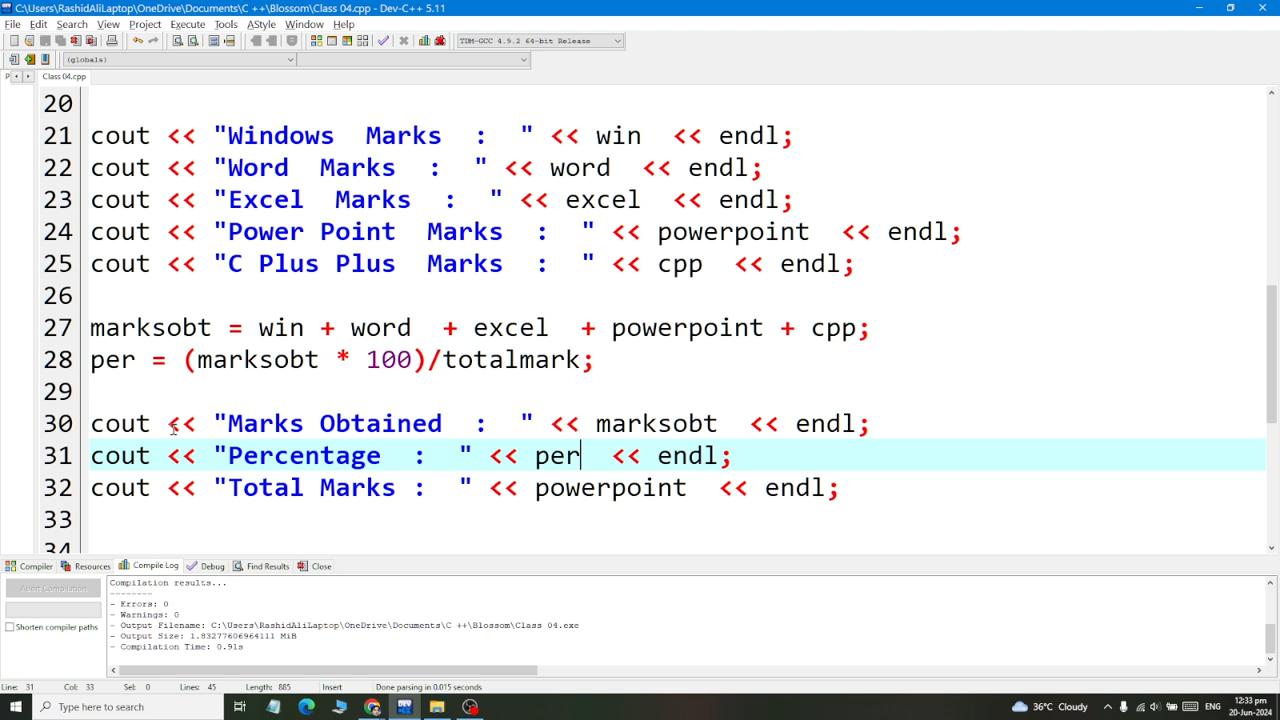 C:\Users\RashidAliLaptop\OneDrive\Documents\C ++\Blossom\Class 04.cpp - Dev-C++ 5.11
File Edit Search View Project Execute Tools AStyle Window Help
TDM-GCC 4.9.2 64-bit Release
(globals)
P Class 04.cpp
20
21 cout << "Windows  Marks  :  " << win  << endl;
22 cout << "Word  Marks  :  " << word  << endl;
23 cout << "Excel  Marks  :  " << excel  << endl;
24 cout << "Power Point  Marks  :  " << powerpoint  << endl;
25 cout << "C Plus Plus  Marks  :  " << cpp  << endl;
26
27 marksobt = win + word  + excel  + powerpoint + cpp;
28 per = (marksobt * 100)/totalmark;
29
30 cout << "Marks Obtained  :  " << marksobt  << endl;
31 cout << "Percentage  :  " << per  << endl;
32 cout << "Total Marks :  " << powerpoint  << endl;
33
34
Compiler Resources Compile Log Debug Find Results Close
Abort Compilation
Shorten compiler paths
Compilation results...
--------
- Errors: 0
- Warnings: 0
- Output Filename: C:\Users\RashidAliLaptop\OneDrive\Documents\C ++\Blossom\Class 04.exe
- Output Size: 1.83277606964111 MiB
- Compilation Time: 0.91s
Line: 31 Col: 33 Sel: 0 Lines: 45 Length: 885 Insert Done parsing in 0.015 seconds
Type here to search
36°C Cloudy
ENG
12:33 pm
20-Jun-2024